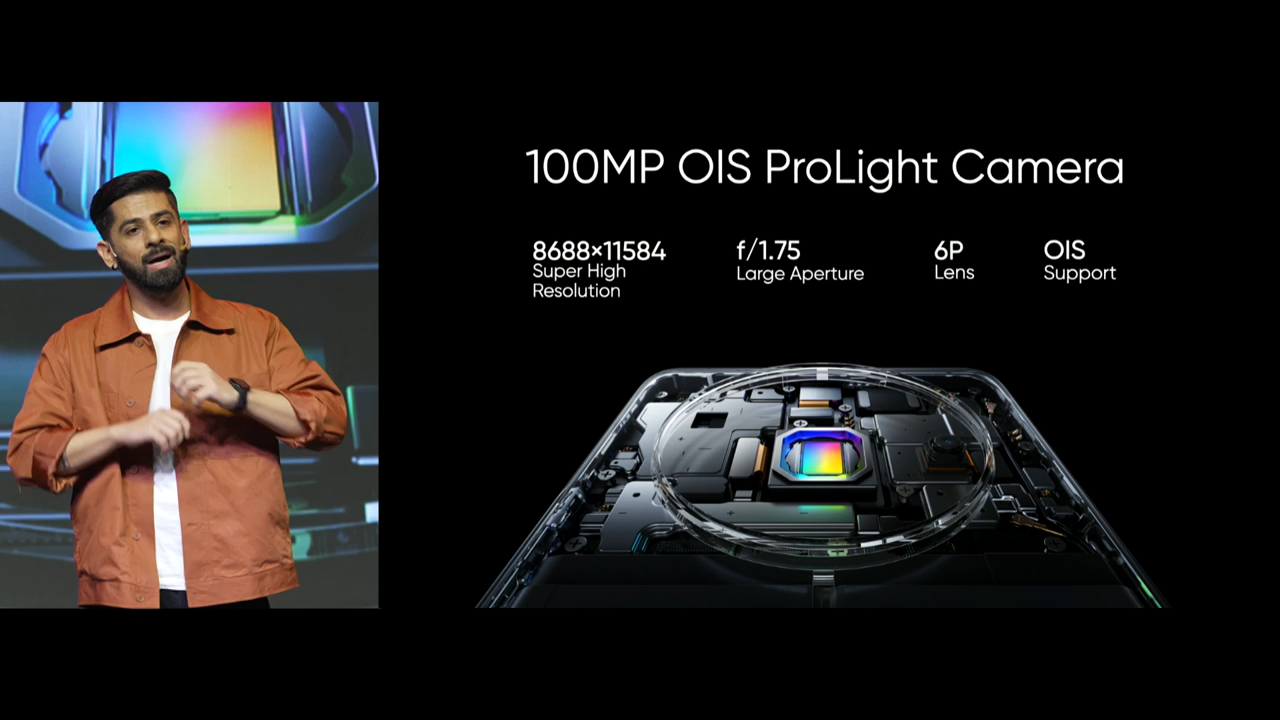 100MP OIS ProLight Camera
8688×11584
Super High
Resolution
f/1.75
Large Aperture
6P
Lens
OIS
Support